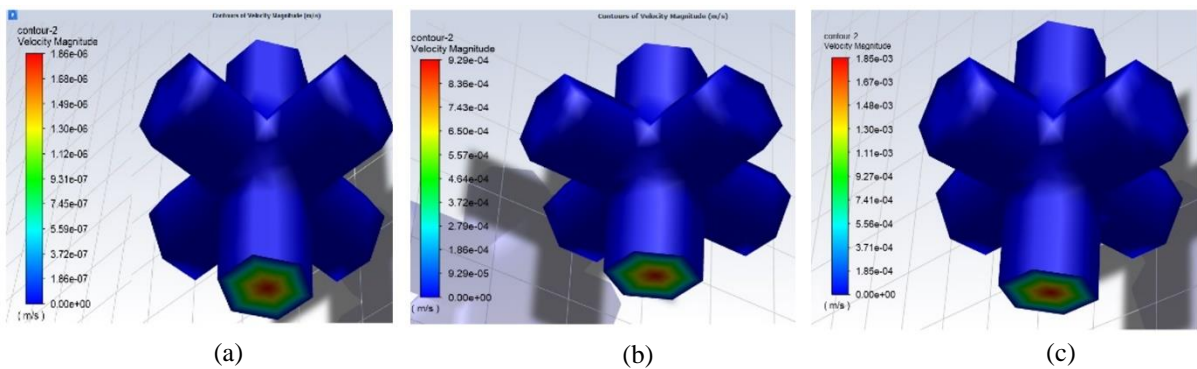 Contours of Velocity Magnitude (m/s)
contour-2
Velocity Magnitude
1.86e-06
1.67e-06
1.49e-06
1.30e-06
1.12e-06
9.31e-07
7.45e-07
5.59e-07
3.72e-07
1.86e-07
0.00e+00
( m/s )
(a)
Contours of Velocity Magnitude (m/s)
contour-2
Velocity Magnitude
9.29e-04
8.36e-04
7.43e-04
6.50e-04
5.57e-04
4.64e-04
3.72e-04
2.79e-04
1.86e-04
9.29e-05
0.00e+00
( m/s )
(b)
Contours of Velocity Magnitude (m/s)
contour-2
Velocity Magnitude
1.85e-03
1.67e-03
1.48e-03
1.30e-03
1.11e-03
9.27e-04
7.41e-04
5.56e-04
3.71e-04
1.85e-04
0.00e+00
( m/s )
(c)